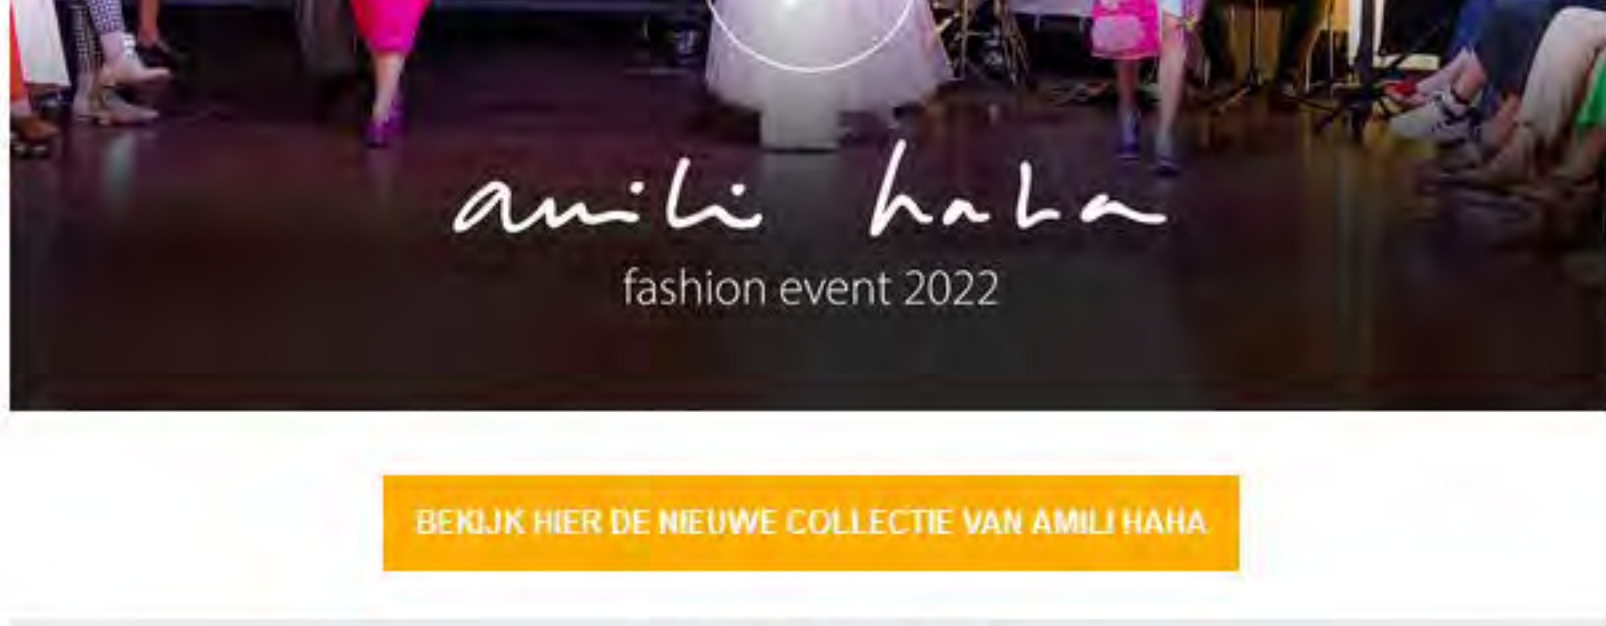 amili haha
fashion event 2022
BEKIJK HIER DE NIEUWE COLLECTIE VAN AMILI HAHA